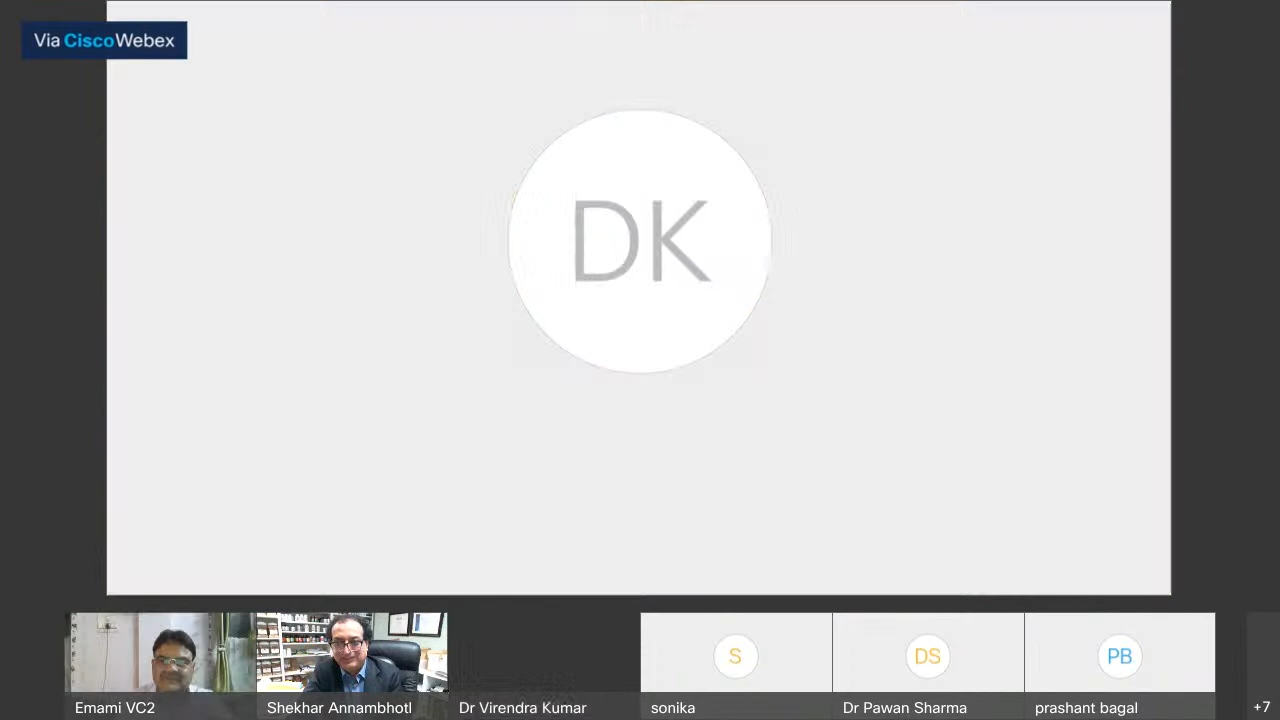 Via CiscoWebex
DK
S
DS
PB
Emami VC2
Shekhar Annambhotl
Dr Virendra Kumar
sonika
Dr Pawan Sharma
prashant bagal
+7